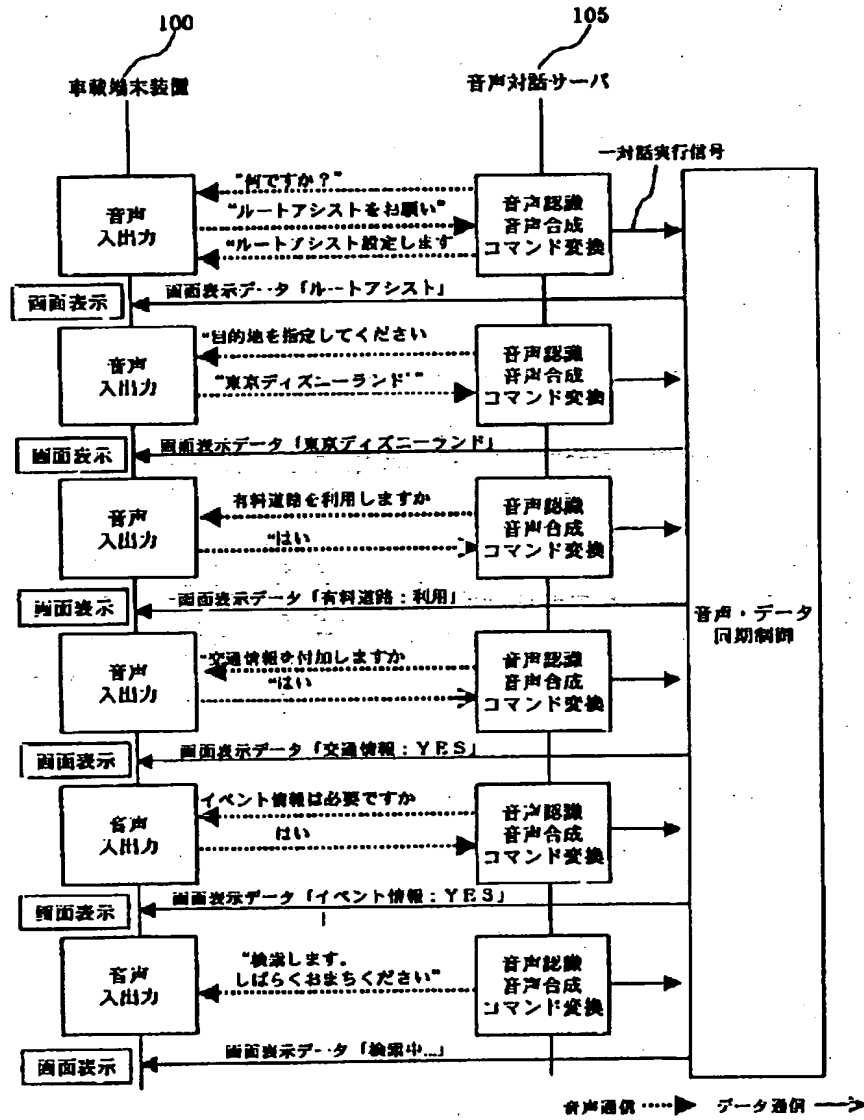 100
105
車載端末装置
音声対話サーバ
一対話実行信号
音声
入出力
"何ですか？"
"ルートアシストをお願い"
"ルートアシスト設定します
音声認識
音声合成
コマンド変換
画面表示
画面表示データ「ルートアシスト」
音声
入出力
"目的地を指定してください
"東京ディズニーランド"
音声認識
音声合成
コマンド変換
画面表示
画面表示データ「東京ディズニーランド」
音声
入出力
有料道路を利用しますか
"はい
音声認識
音声合成
コマンド変換
画面表示
画面表示データ「有料道路：利用」
音声・データ
同期制御
音声
入出力
"交通情報を付加しますか
"はい
音声認識
音声合成
コマンド変換
画面表示
画面表示データ「交通情報：ＹＥＳ」
音声
入出力
イベント情報は必要ですか
はい
音声認識
音声合成
コマンド変換
画面表示
画面表示データ「イベント情報：ＹＥＳ」
音声
入出力
"検索します.
しばらくおまちください"
音声認識
音声合成
コマンド変換
画面表示
画面表示データ「検索中...」
音声通信
データ通信